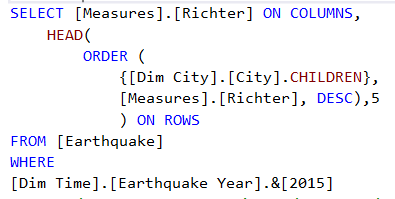 SELECT [Measures].[Richter] ON COLUMNS,
HEAD(
ORDER (
{[Dim City].[City].CHILDREN},
[Measures].[Richter], DESC),5
) ON ROWS
FROM [Earthquake]
WHERE
[Dim Time].[Earthquake Year].&[2015]